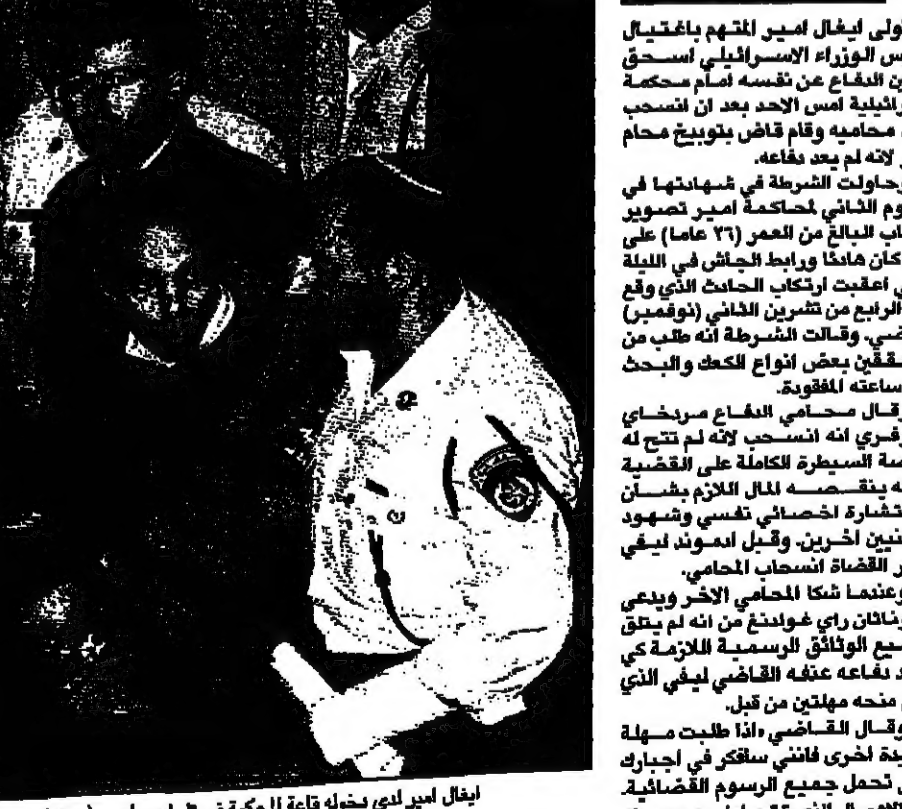 ولى ايغال امير المتهم باغتيال
س الوزراء الاسرائيلي اسحق
ن الدفاع عن نفسه امام محكمة
رائيلية امس الاحد بعد ان انسحب
محاميه وقام قاض بتوبيخ محام
لانه لم يعد دفاعه.
وحاولت الشرطة في شهادتها في
وم الثاني لمحاكمة امير تصوير
اب البالغ من العمر (٢٦ عاما) على
كان هادئا ورابط الجأش في الليلة
ي اعقبت ارتكاب الحادث الذي وقع
الرابع من تشرين الثاني (نوفمبر)
ضي. وقالت الشرطة انه طلب من
حققين بعض انواع الكعك والبحث
ساعته المفقودة.
وقال محامي الدفاع مردخاي
فري انه انسحب لانه لم تتح له
صة السيطرة الكاملة على القضية
ه ينقصه المال اللازم بشأن
تشارة اخصائي نفسي وشهود
نيين اخرين. وقبل ادموند ليفي
ر القضاة انسحاب المحامي.
وعندما شكا المحامي الاخر ويدعى
وناثان راي غولدنغ من انه لم يتلق
ميع الوثائق الرسمية اللازمة كي
د دفاعه عنفه القاضي ليفي الذي
منحه مهلتين من قبل.
وقال القاضي «اذا طلبت مهلة
يدة اخرى فانني سافكر في اجبارك
ى تحمل جميع الرسوم القضائية.
ايغال امير لدى دخوله قاعة المحكمة في